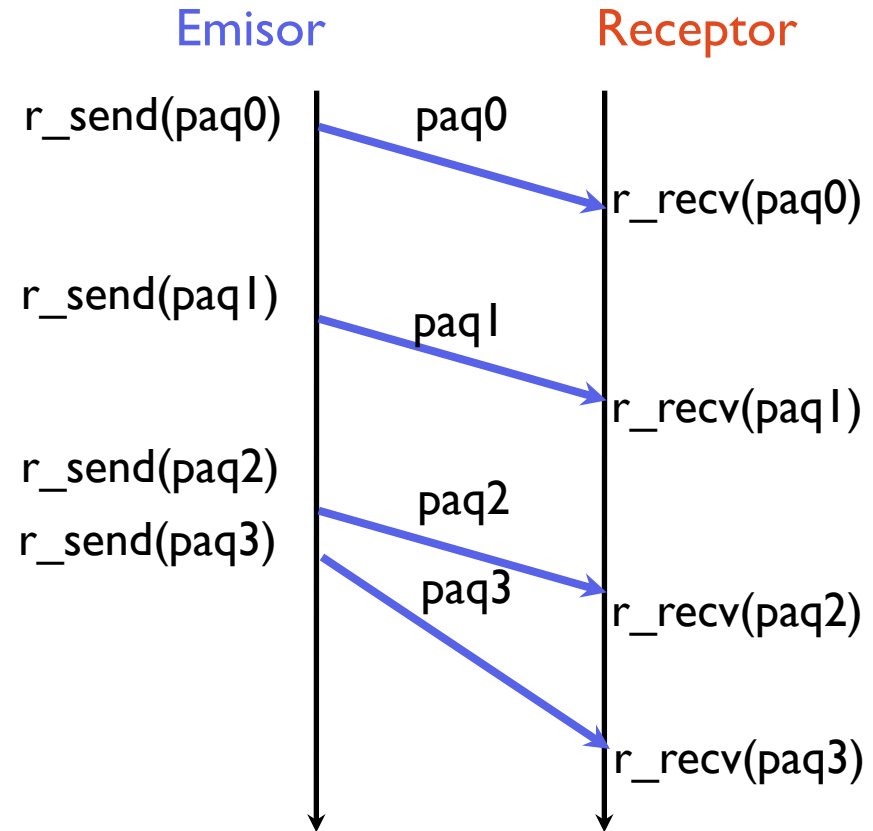 Emisor
Receptor
r_send(paq0)
paq0
r_recv(paq0)
r_send(paq1)
paq1
r_recv(paq1)
r_send(paq2)
paq2
r_send(paq3)
paq3
r_recv(paq2)
r_recv(paq3)